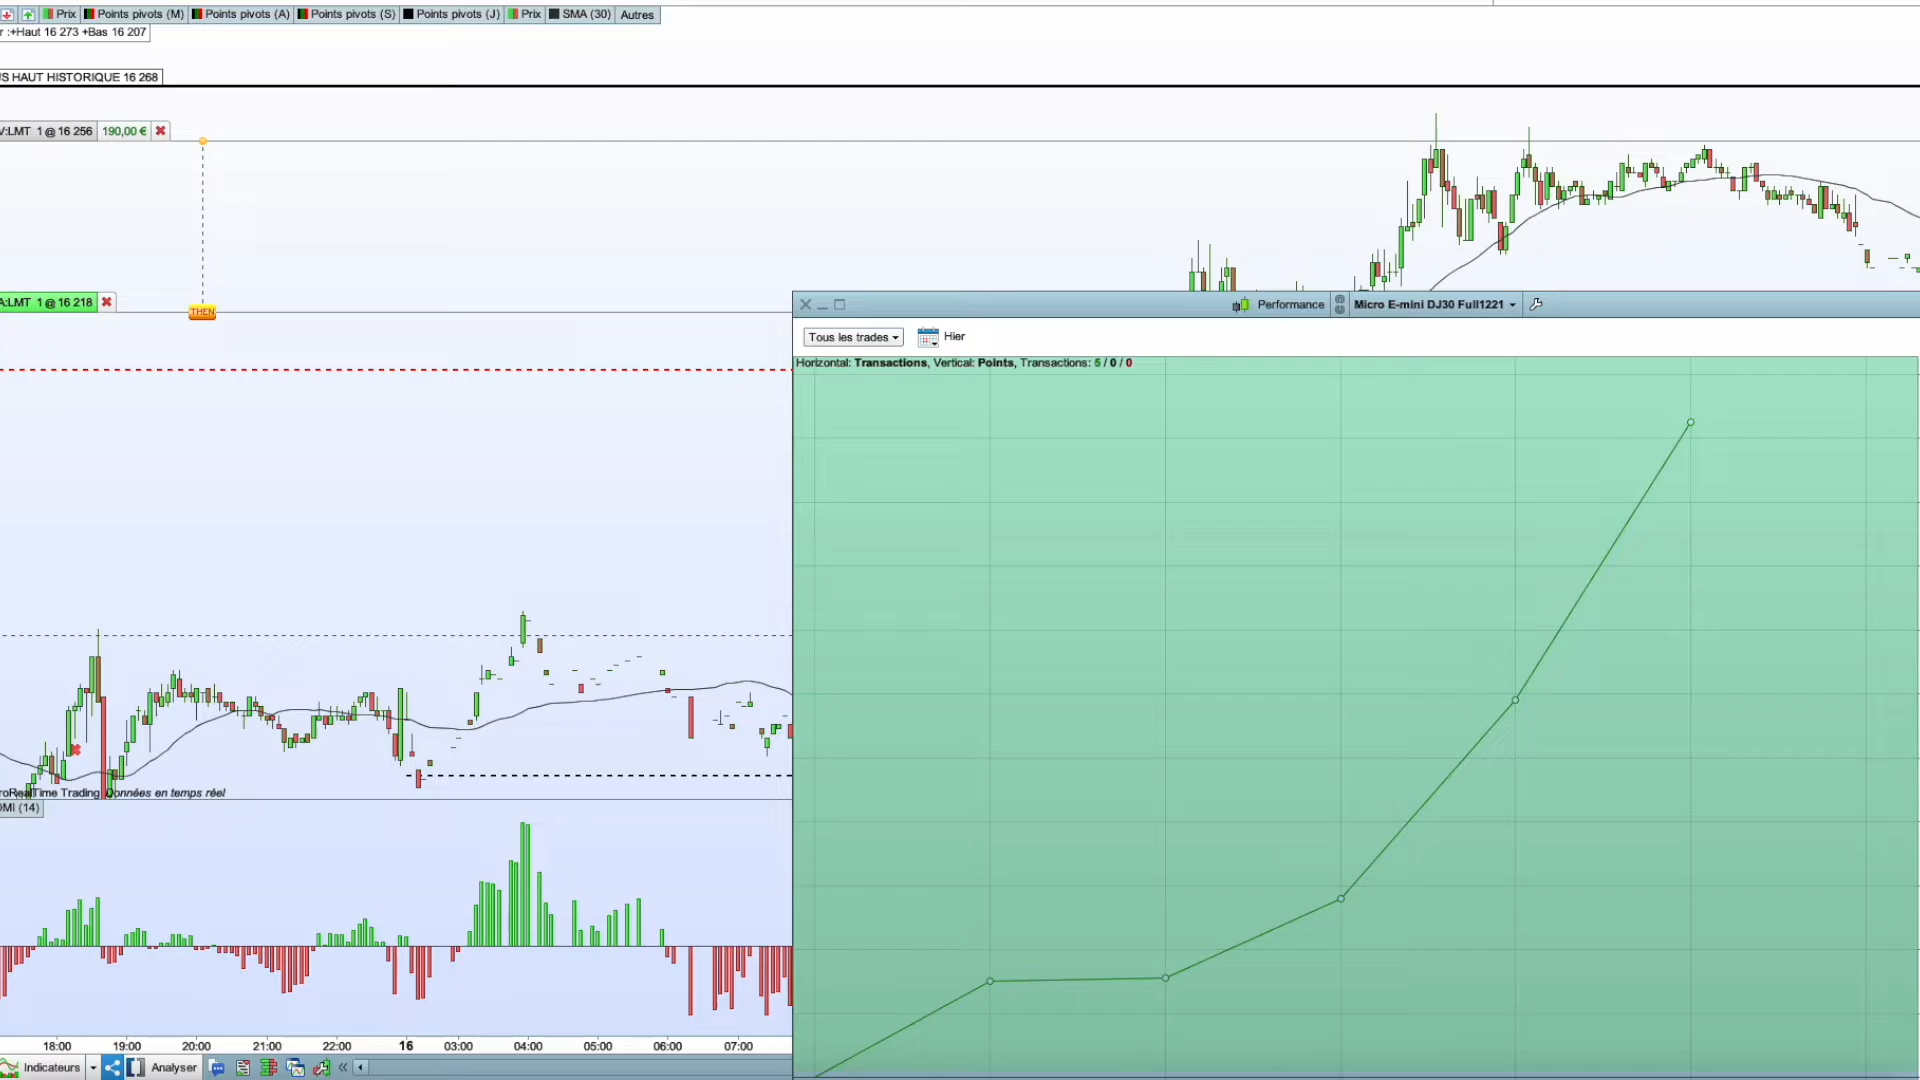 Prix Points pivots (M) Points pivots (A) Points pivots (S) Points pivots (J) Prix SMA (30) Autres
r :+Haut 16 273 +Bas 16 207
S HAUT HISTORIQUE 16 268
V:LMT 1 @ 16 256 190,00 €
A:LMT 1 @ 16 218
THEN
Performance Micro E-mini DJ30 Full1221
Tous les trades Hier
Horizontal: Transactions, Vertical: Points, Transactions: 5 / 0 / 0
roRealTime Trading Données en temps réel
DMI (14)
18:00 19:00 20:00 21:00 22:00 16 03:00 04:00 05:00 06:00 07:00
Indicateurs Analyser